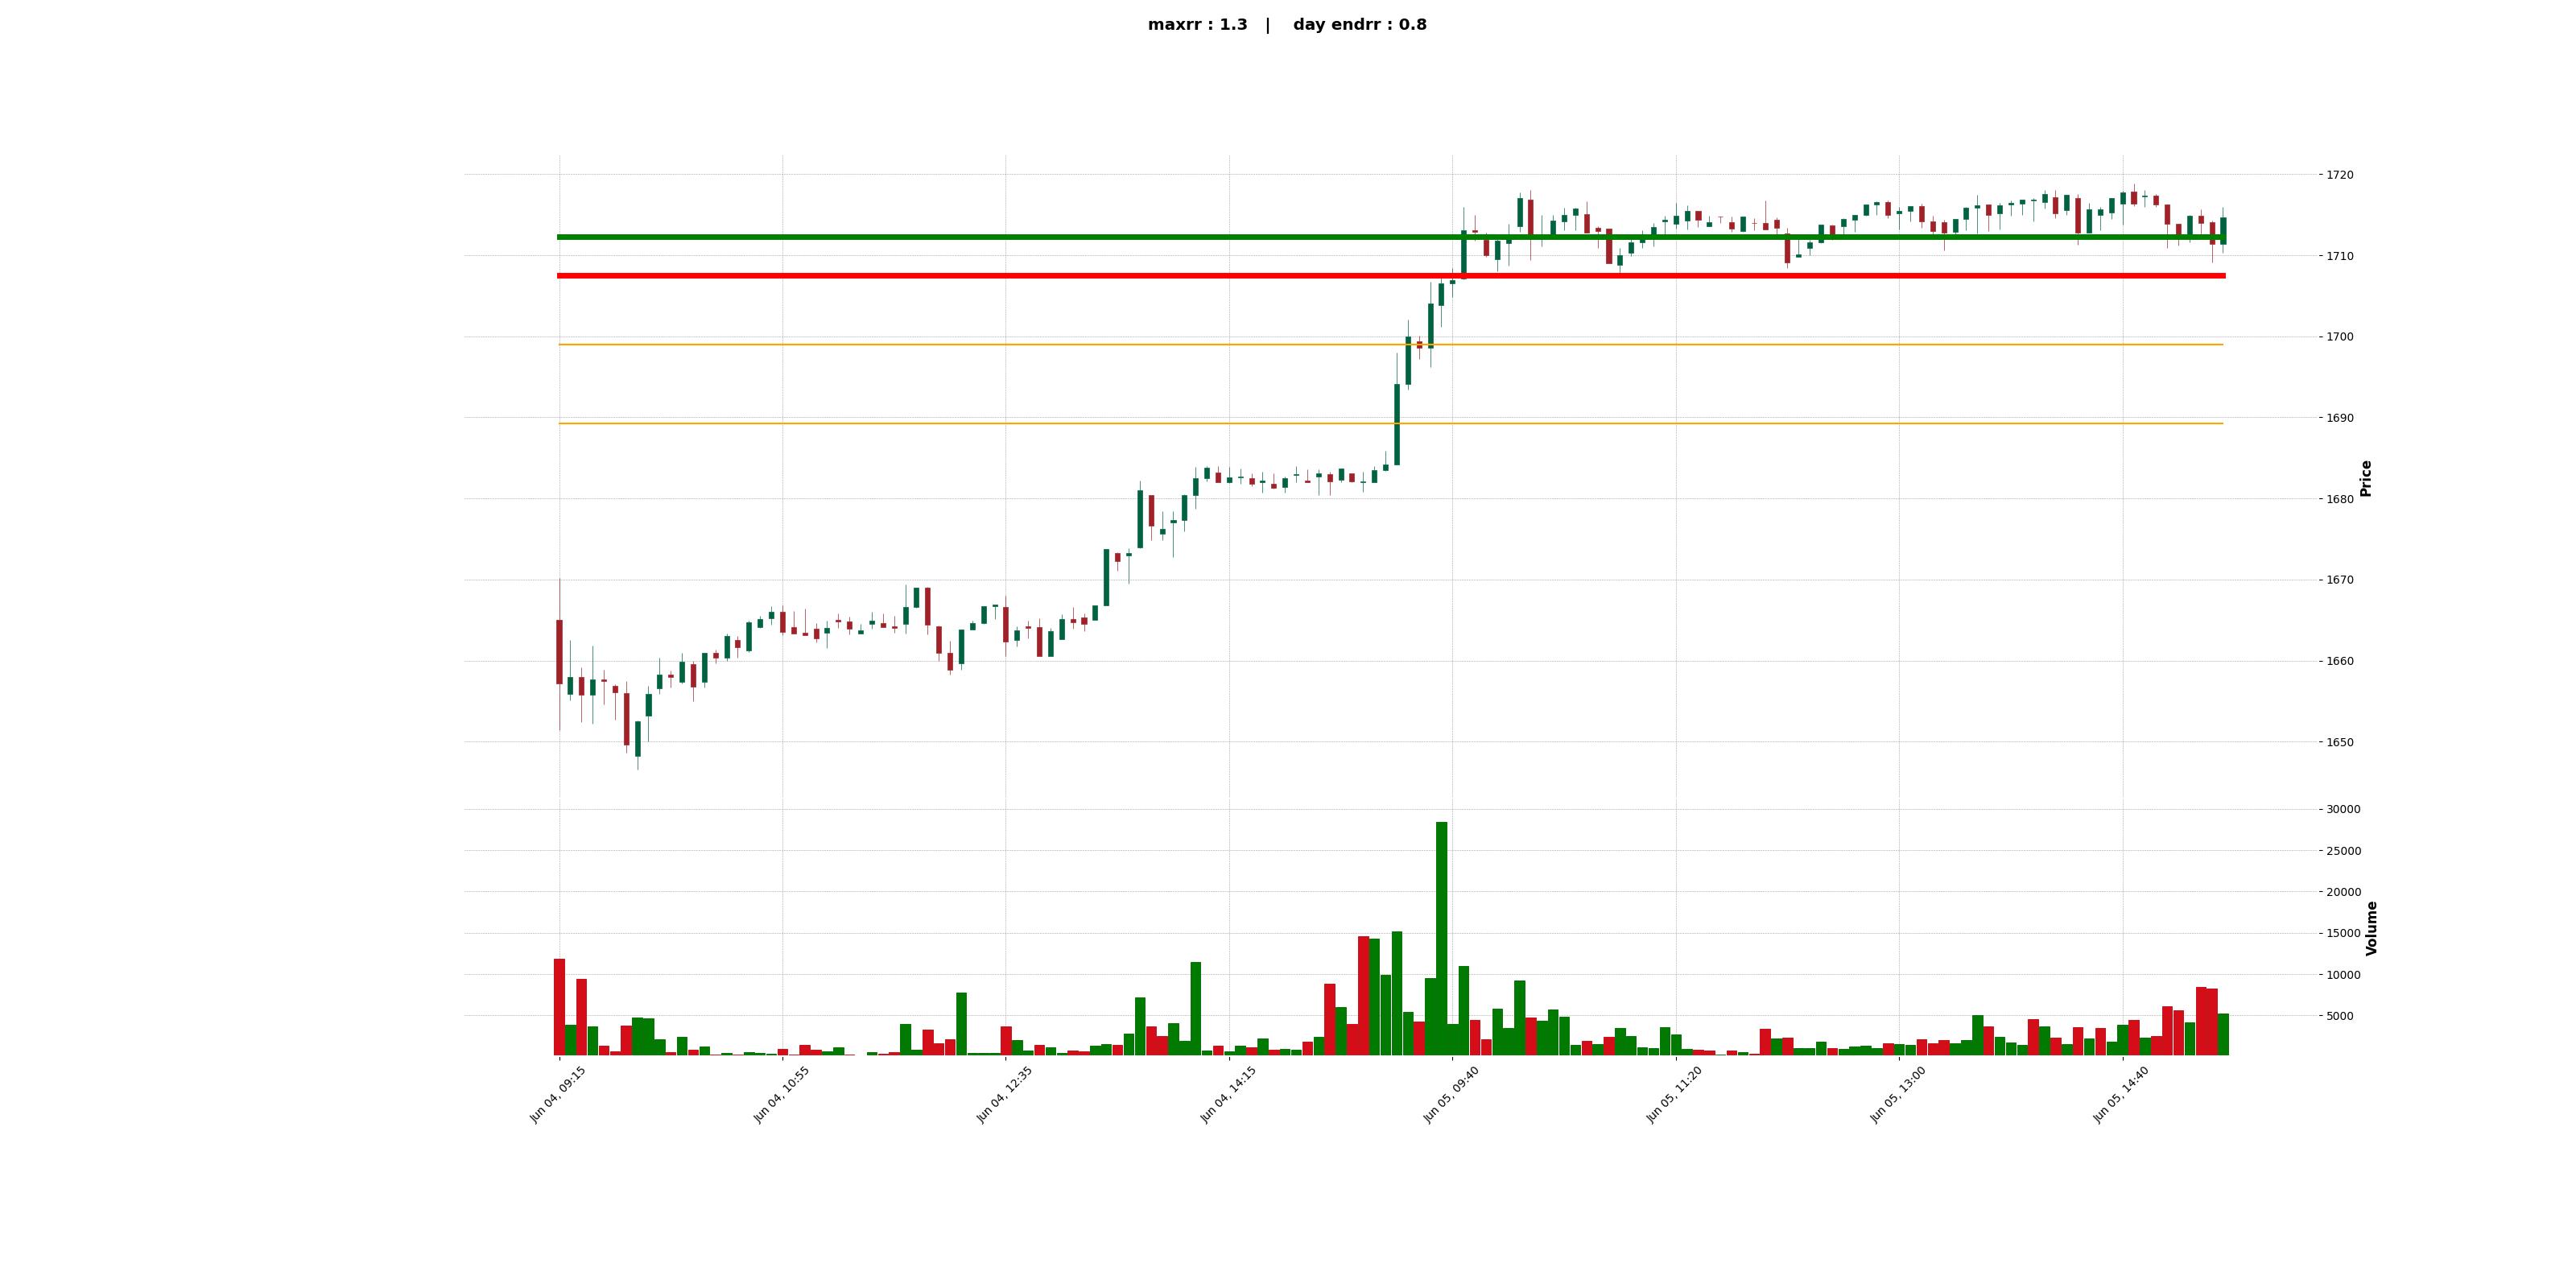 maxrr : 1.3   |    day endrr : 0.8
1720
1710
1700
1690
1680
1670
1660
1650
Price
30000
25000
20000
15000
10000
5000
Volume
Jun 04, 09:15
Jun 04, 10:55
Jun 04, 12:35
Jun 04, 14:15
Jun 05, 09:40
Jun 05, 11:20
Jun 05, 13:00
Jun 05, 14:40